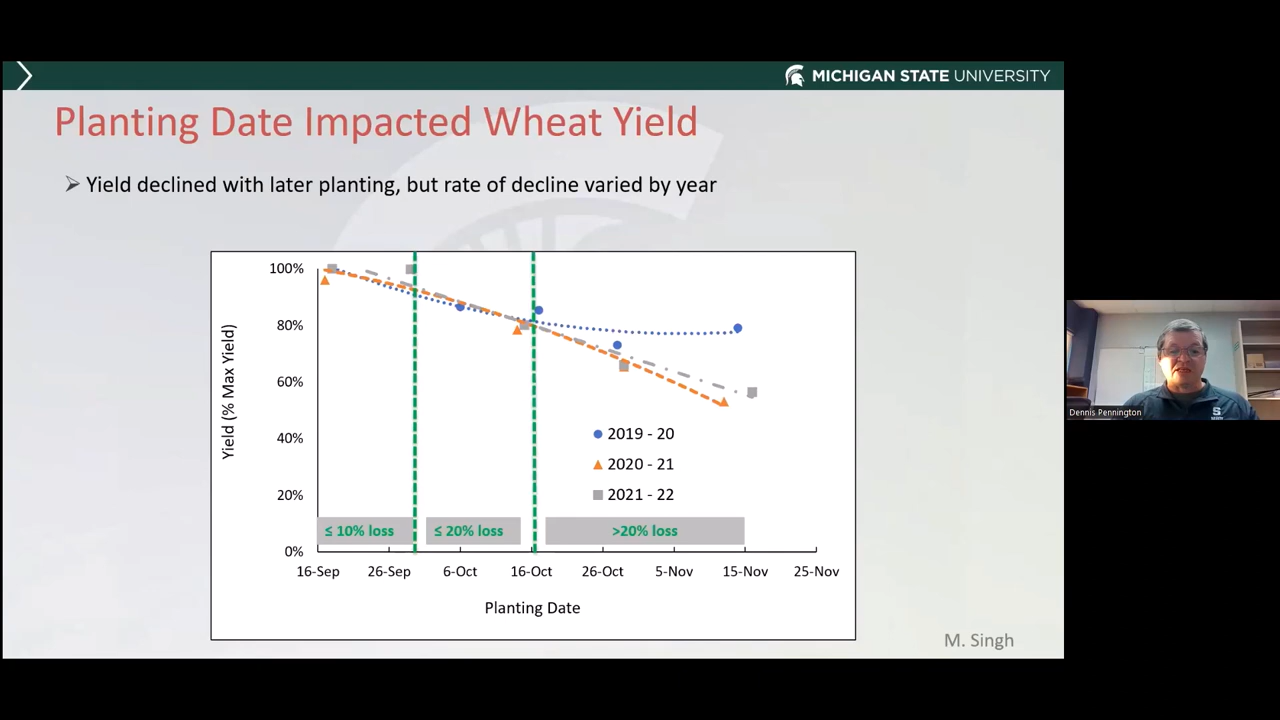 MICHIGAN STATE UNIVERSITY
Planting Date Impacted Wheat Yield
Yield declined with later planting, but rate of decline varied by year
Yield (% Max Yield)
100%
80%
60%
40%
20%
0%
2019 - 20
2020 - 21
2021 - 22
≤ 10% loss ≤ 20% loss >20% loss
16-Sep 26-Sep 6-Oct 16-Oct 26-Oct 5-Nov 15-Nov 25-Nov
Planting Date
M. Singh
Dennis Pennington
S